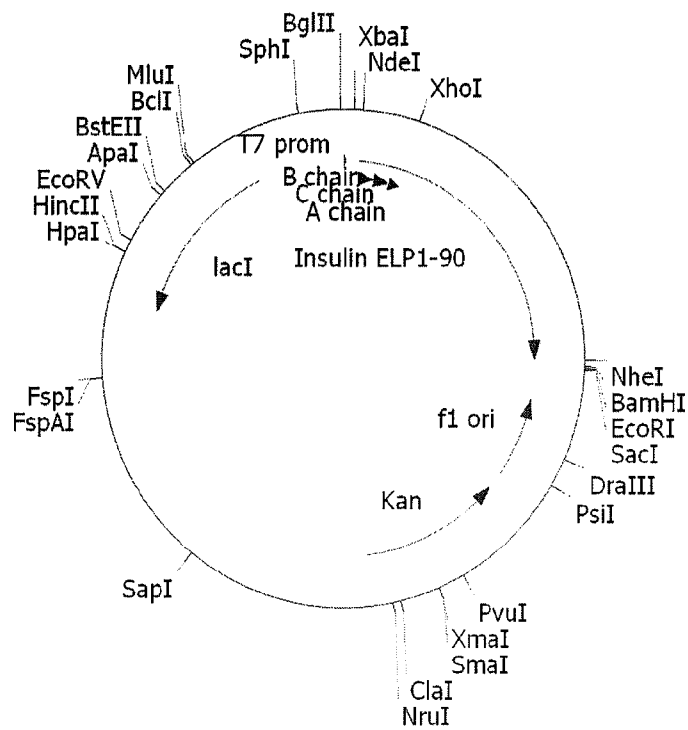 BglII
SphI
XbaI
NdeI
XhoI
MluI
BclI
BstEII
ApaI
EcoRV
HincII
HpaI
T7 prom
B chain
C chain
A chain
lacI
Insulin ELP1-90
FspI
FspAI
NheI
BamHI
EcoRI
SacI
f1 ori
DraIII
PsiI
Kan
SapI
PvuI
XmaI
SmaI
ClaI
NruI